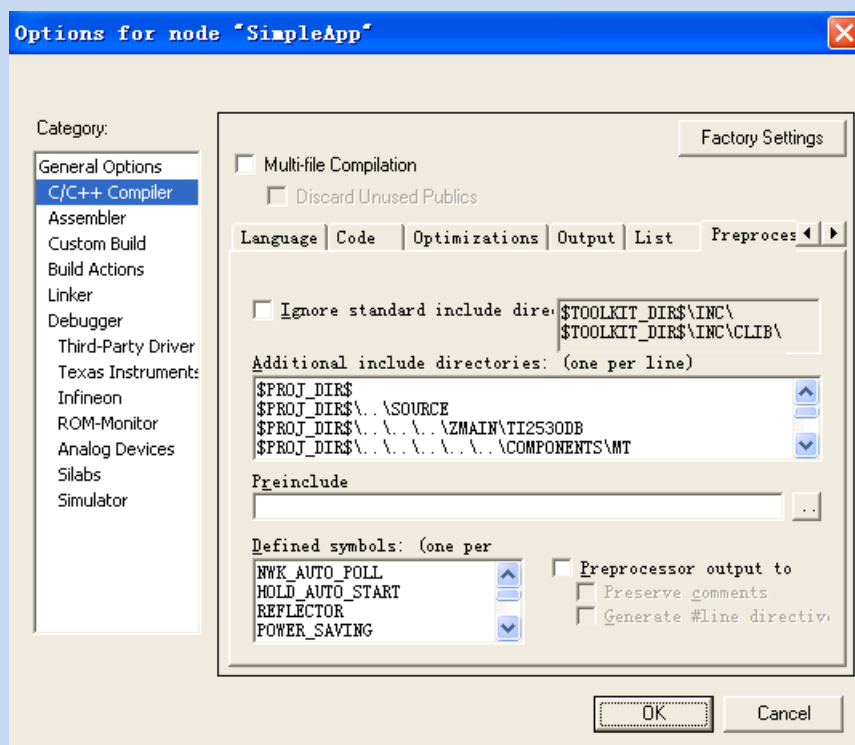 Options for node "SimpleApp"
Category:
General Options
C/C++ Compiler
Assembler
Custom Build
Build Actions
Linker
Debugger
Third-Party Driver
Texas Instruments
Infineon
ROM-Monitor
Analog Devices
Silabs
Simulator
Factory Settings
Multi-file Compilation
Discard Unused Publics
Language Code Optimizations Output List Preproces
Ignore standard include dire
$TOOLKIT_DIR$\INC\
$TOOLKIT_DIR$\INC\CLIB\
Additional include directories: (one per line)
$PROJ_DIR$
$PROJ_DIR$\..\SOURCE
$PROJ_DIR$\..\..\..\ZMAIN\TI2530DB
$PROJ_DIR$\..\..\..\..\..\COMPONENTS\MT
Preinclude
..
Defined symbols: (one per
NWK_AUTO_POLL
HOLD_AUTO_START
REFLECTOR
POWER_SAVING
Preprocessor output to
Preserve comments
Generate #line directiv
OK
Cancel